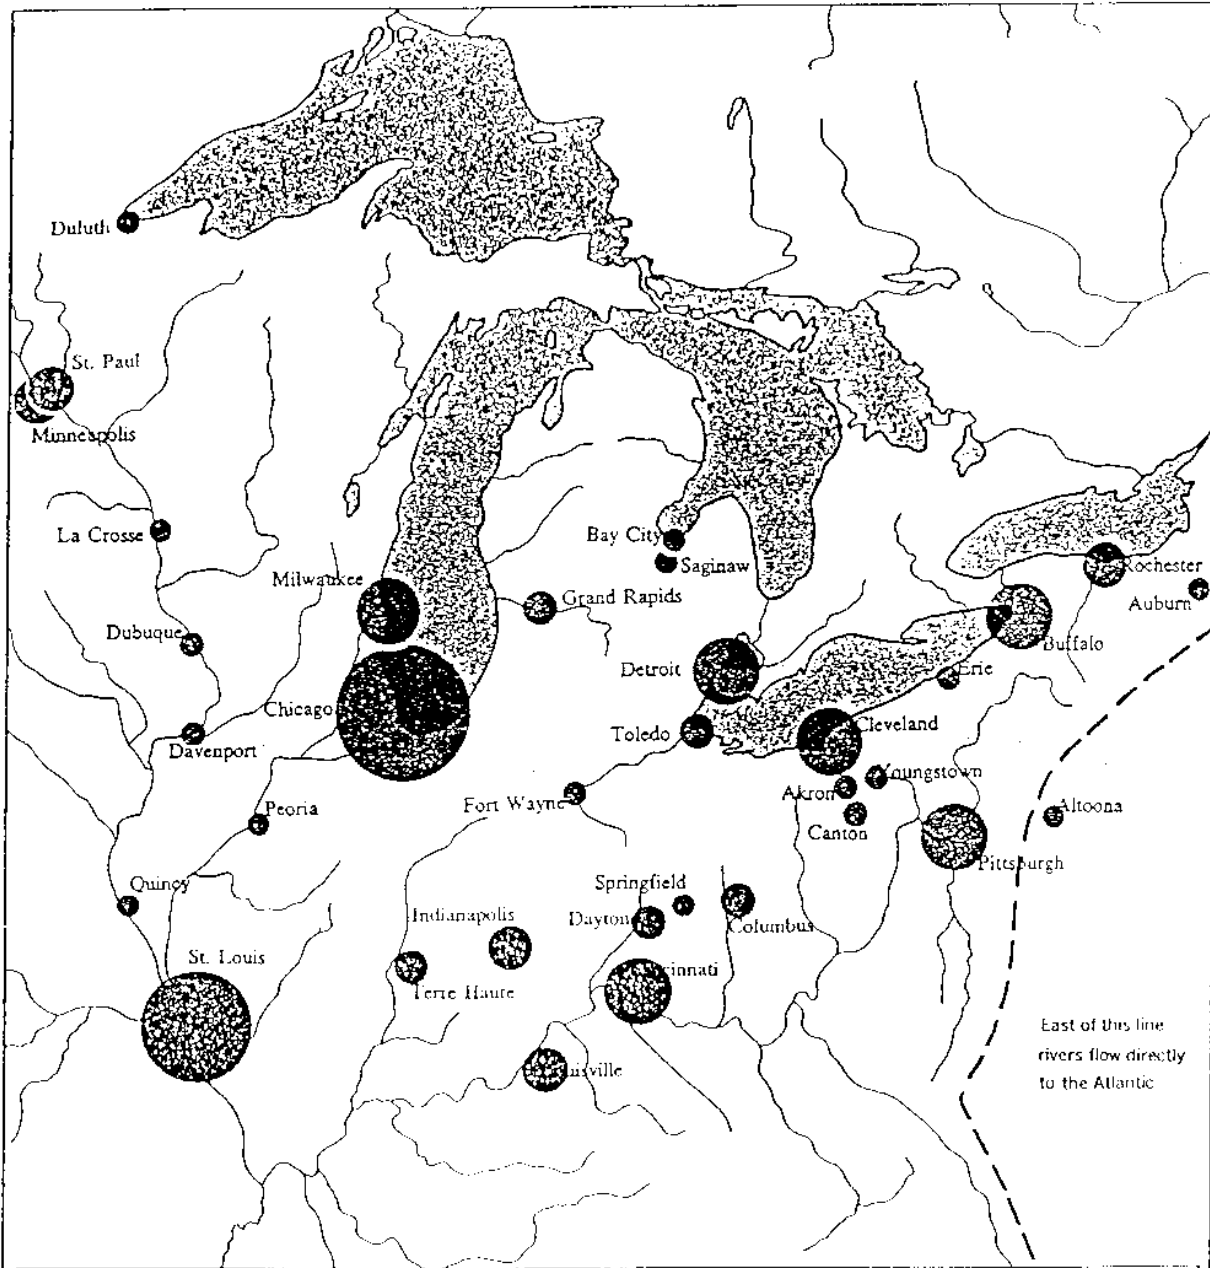 Duluth
St. Paul
Minneapolis
La Crosse
Bay City
Saginaw
Rochester
Auburn
Milwaukee
Grand Rapids
Dubuque
Buffalo
Detroit
Erie
Chicago
Toledo
Cleveland
Davenport
Youngstown
Akron
Fort Wayne
Peoria
Altoona
Canton
Pittsburgh
Quincy
Springfield
Indianapolis
Dayton
Columbus
St. Louis
cinnati
Terre Haute
East of this line
rivers flow directly
to the Atlantic
uisville